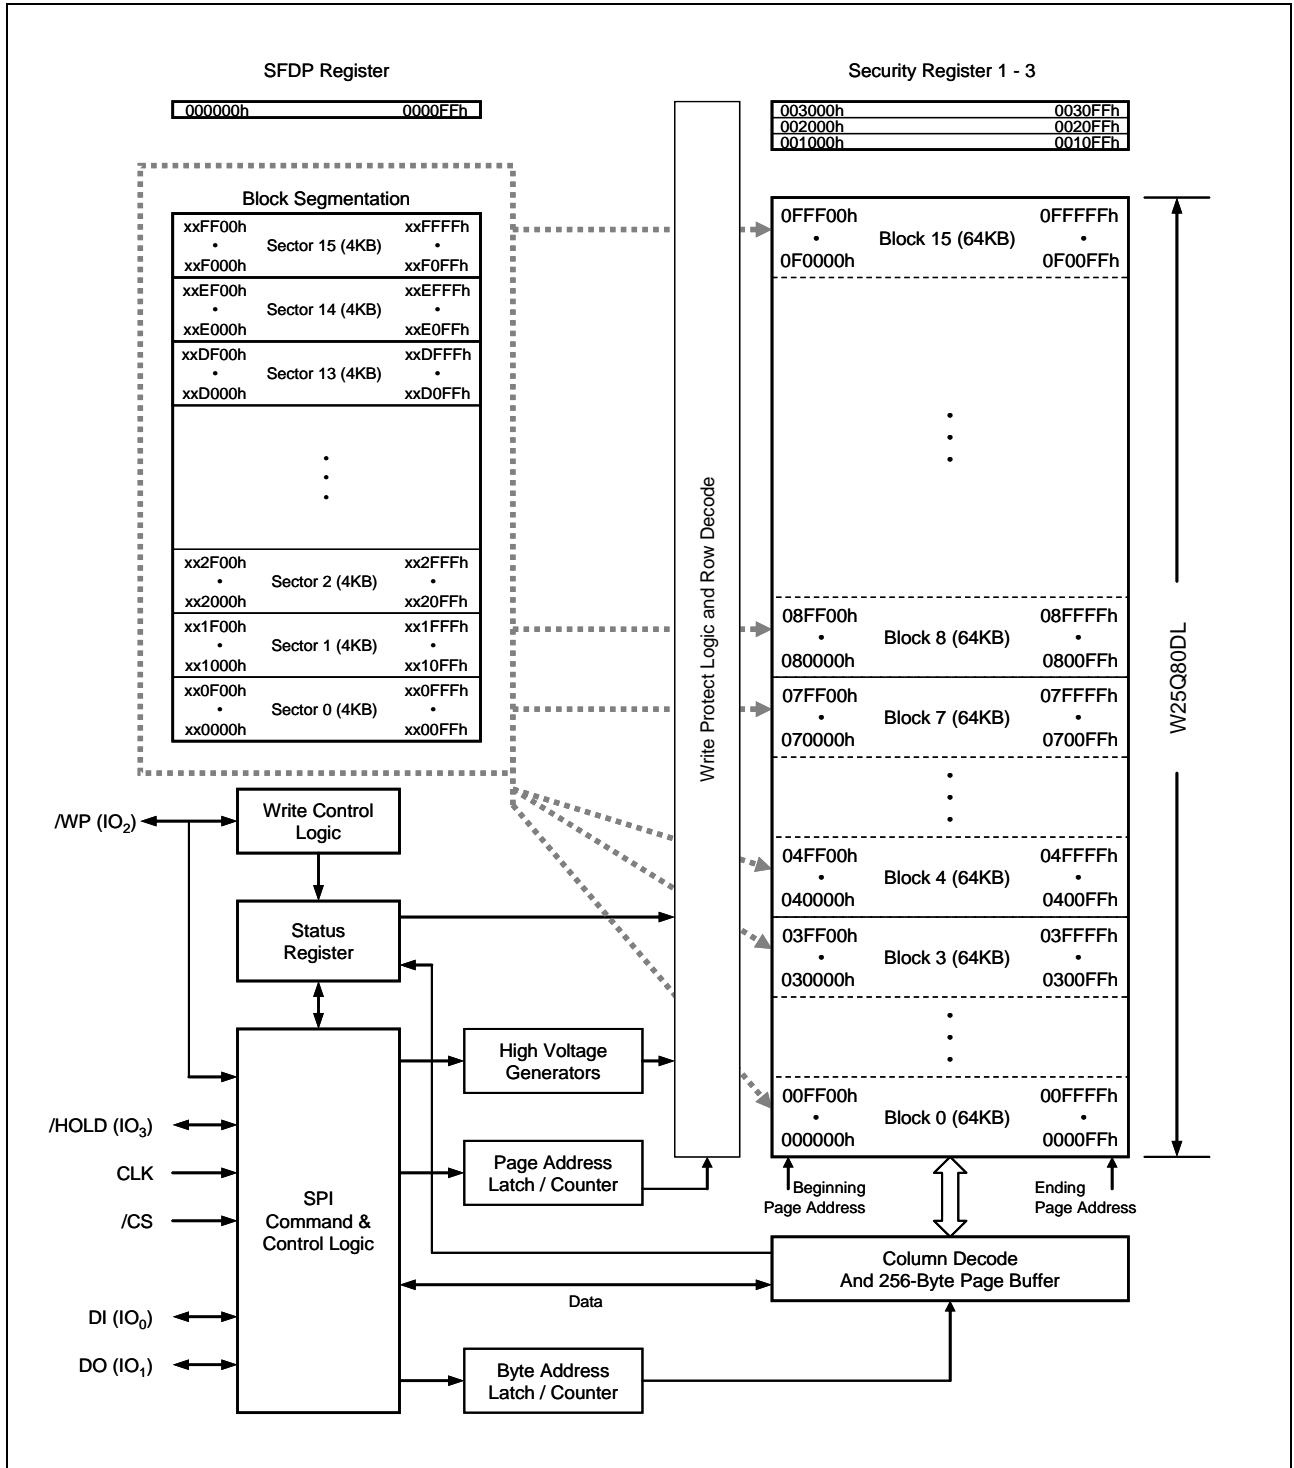 SFDP Register
000000h 0000FFh
Security Register 1 - 3
003000h 0030FFh
002000h 0020FFh
001000h 0010FFh
Block Segmentation
xxFF00h xxFFFFh
• Sector 15 (4KB) •
xxF000h xxF0FFh
xxEF00h xxEFFFh
• Sector 14 (4KB) •
xxE000h xxE0FFh
xxDF00h xxDFFFh
• Sector 13 (4KB) •
xxD000h xxD0FFh
xx2F00h xx2FFFh
• Sector 2 (4KB) •
xx2000h xx20FFh
xx1F00h xx1FFFh
• Sector 1 (4KB) •
xx1000h xx10FFh
xx0F00h xx0FFFh
• Sector 0 (4KB) •
xx0000h xx00FFh
Write Protect Logic and Row Decode
0FFF00h 0FFFFFh
• Block 15 (64KB) •
0F0000h 0F00FFh
08FF00h 08FFFFh
• Block 8 (64KB) •
080000h 0800FFh
07FF00h 07FFFFh
• Block 7 (64KB) •
070000h 0700FFh
04FF00h 04FFFFh
• Block 4 (64KB) •
040000h 0400FFh
03FF00h 03FFFFh
• Block 3 (64KB) •
030000h 0300FFh
00FF00h 00FFFFh
• Block 0 (64KB) •
000000h 0000FFh
W25Q80DL
Beginning
Page Address
Ending
Page Address
/WP (IO2)
Write Control
Logic
Status
Register
High Voltage
Generators
/HOLD (IO3)
CLK
/CS
DI (IO0)
DO (IO1)
SPI
Command &
Control Logic
Page Address
Latch / Counter
Column Decode
And 256-Byte Page Buffer
Data
Byte Address
Latch / Counter